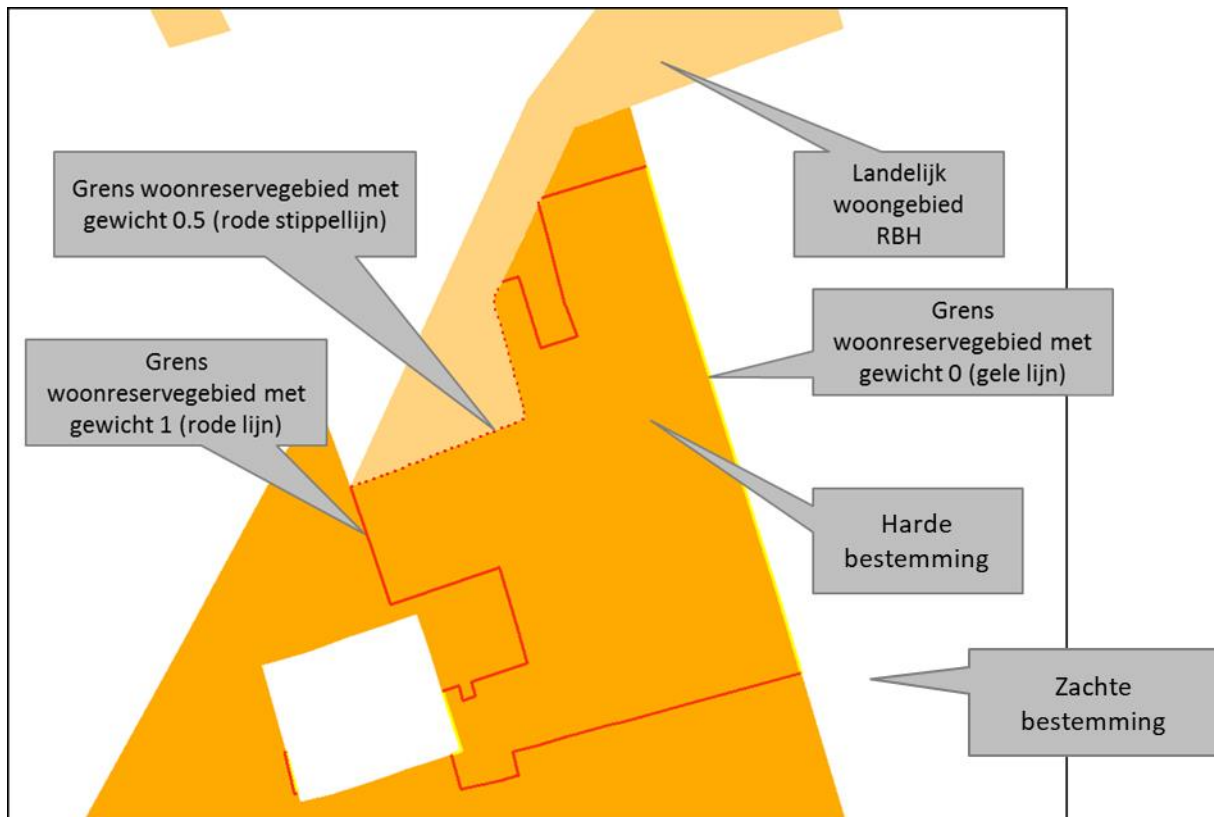 Grens woonreservegebied met
gewicht 0.5 (rode stippellijn)
Landelijk
woongebied
RBH
Grens
woonreservegebied met
gewicht 0 (gele lijn)
Grens
woonreservegebied met
gewicht 1 (rode lijn)
Harde
bestemming
Zachte
bestemming